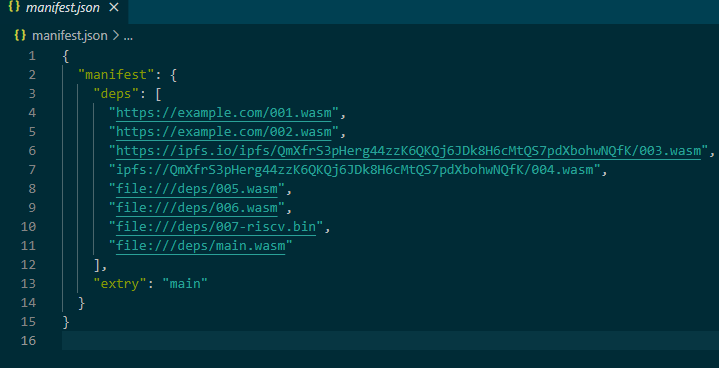 {} manifest.json ×
{} manifest.json > ...
1 {
2 "manifest": {
3 "deps": [
4 "https://example.com/001.wasm",
5 "https://example.com/002.wasm",
6 "https://ipfs.io/ipfs/QmXfrS3pHerg44zzK6QKQj6JDk8H6cMtQS7pdXbohwNQfK/003.wasm",
7 "ipfs://QmXfrS3pHerg44zzK6QKQj6JDk8H6cMtQS7pdXbohwNQfK/004.wasm",
8 "file:///deps/005.wasm",
9 "file:///deps/006.wasm",
10 "file:///deps/007-riscv.bin",
11 "file:///deps/main.wasm"
12 ],
13 "extry": "main"
14 }
15 }
16